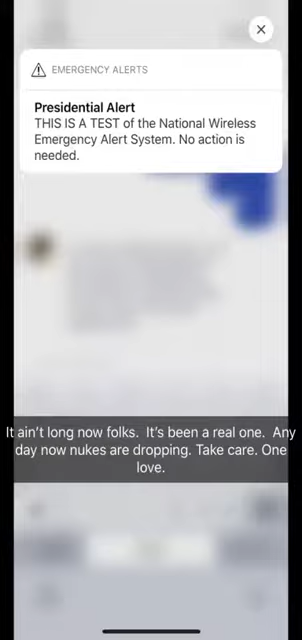 EMERGENCY ALERTS
Presidential Alert
THIS IS A TEST of the National Wireless
Emergency Alert System. No action is
needed.
It ain't long now folks.  It's been a real one.  Any
day now nukes are dropping. Take care. One
love.